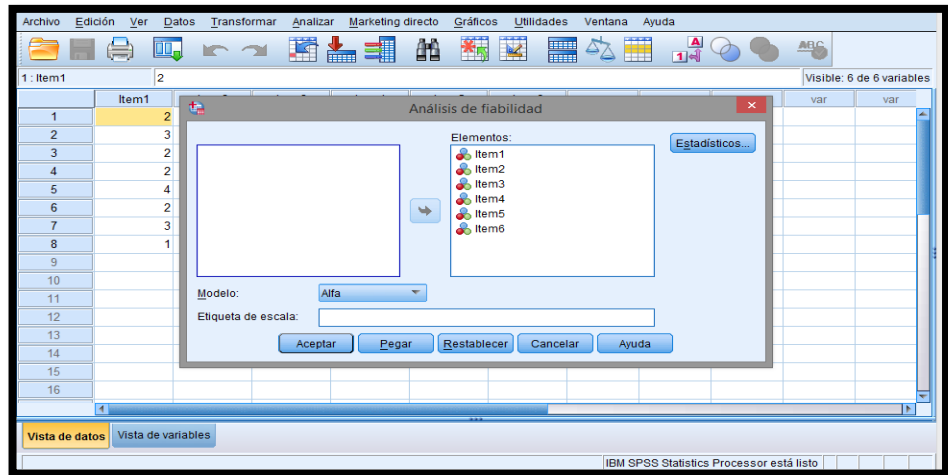 Archivo Edición Ver Datos Transformar Analizar Marketing directo Gráficos Utilidades Ventana Ayuda
1 : Item1 2 Visible: 6 de 6 variables
Item1 var var
Análisis de fiabilidad
1 2
2 3
3 2
4 2
5 4
6 2
7 3
8 1
9
10
11
12
13
14
15
16
Elementos:
Estadísticos...
Item1
Item2
Item3
Item4
Item5
Item6
Modelo: Alfa
Etiqueta de escala:
Aceptar Pegar Restablecer Cancelar Ayuda
Vista de datos Vista de variables
IBM SPSS Statistics Processor está listo